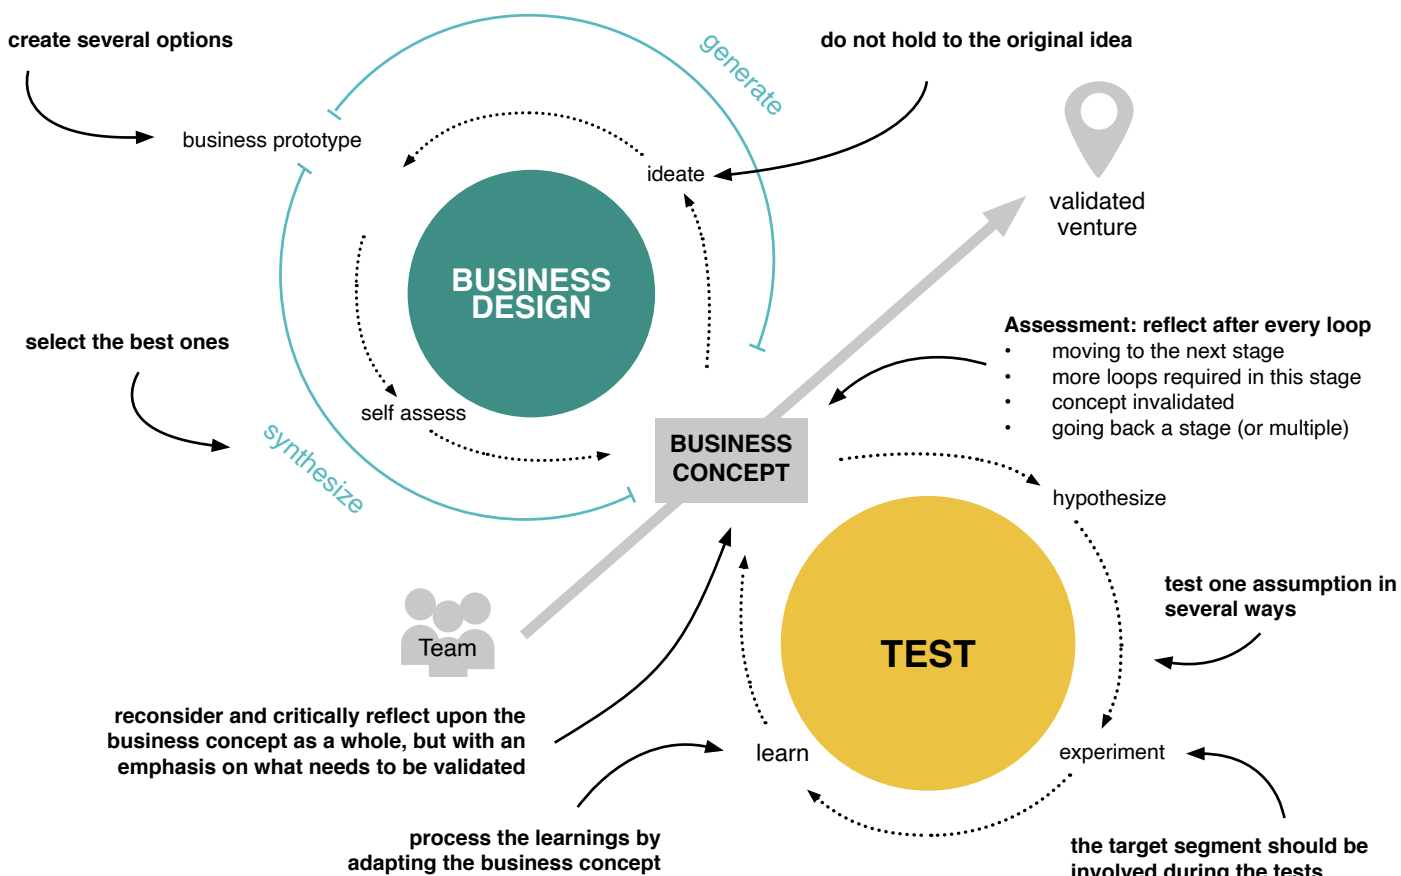 create several options
generate
do not hold to the original idea
business prototype
ideate
validated
venture
BUSINESS
DESIGN
Assessment: reflect after every loop
• moving to the next stage
• more loops required in this stage
• concept invalidated
• going back a stage (or multiple)
select the best ones
self assess
synthesize
BUSINESS
CONCEPT
hypothesize
test one assumption in
several ways
Team
TEST
reconsider and critically reflect upon the
business concept as a whole, but with an
emphasis on what needs to be validated
learn
experiment
process the learnings by
adapting the business concept
the target segment should be
involved during the tests